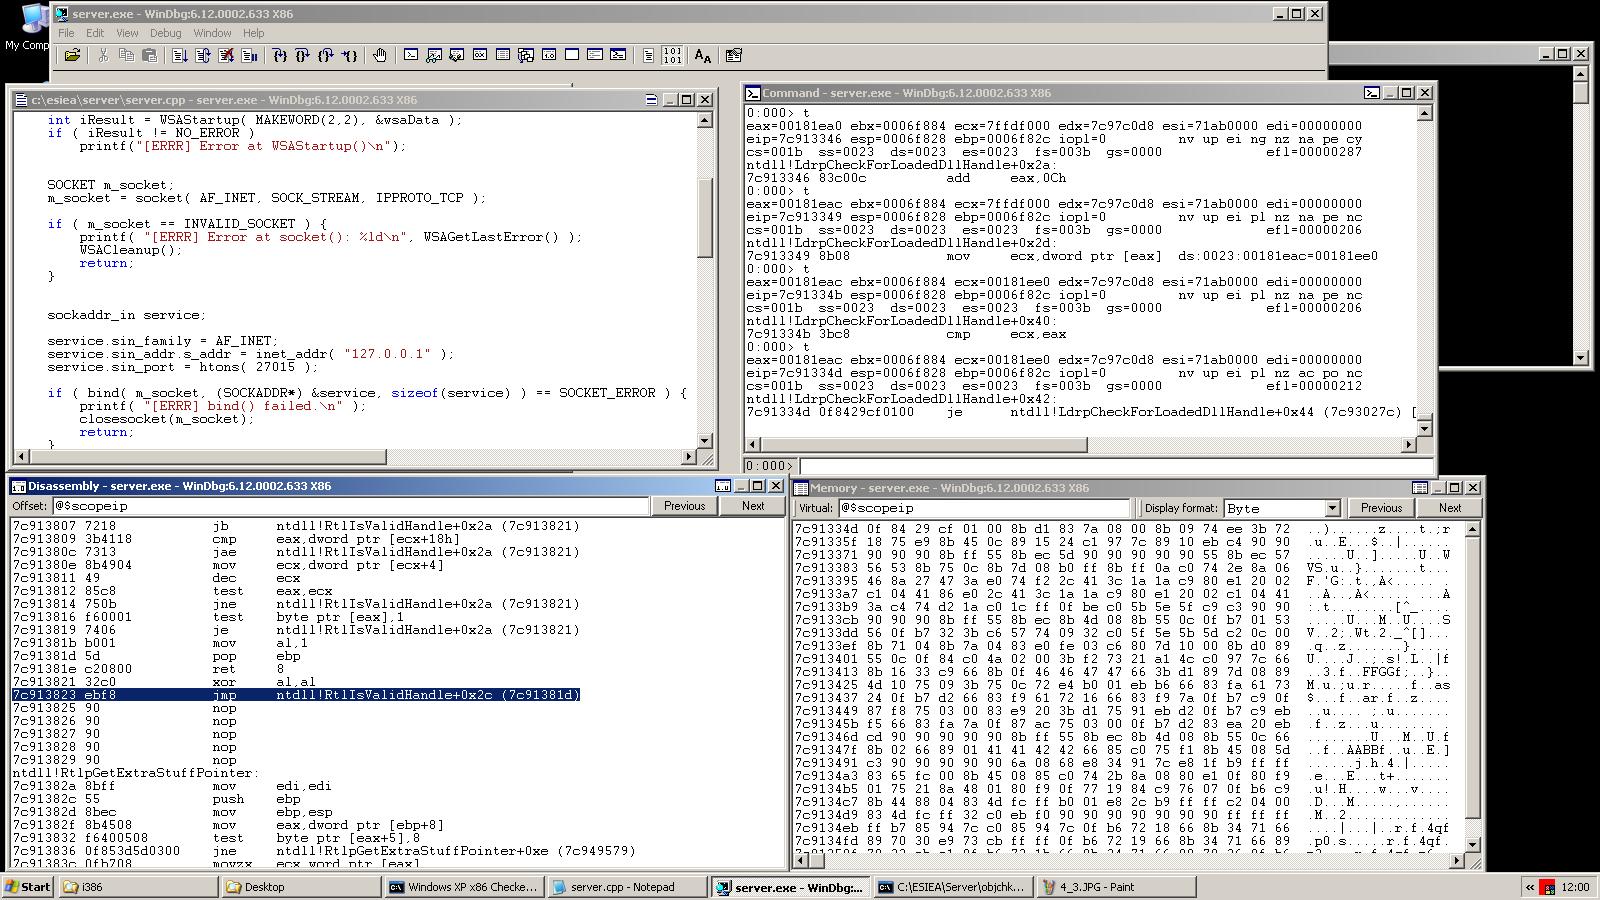 My Comp
server.exe - WinDbg:6.12.0002.633 X86
File Edit View Debug Window Help
c:\esiea\server\server.cpp - server.exe - WinDbg:6.12.0002.633 X86
int iResult = WSAStartup( MAKEWORD(2,2), &wsaData );
if ( iResult != NO_ERROR )
printf("[ERRR] Error at WSAStartup()\n");
SOCKET m_socket;
m_socket = socket( AF_INET, SOCK_STREAM, IPPROTO_TCP );
if ( m_socket == INVALID_SOCKET ) {
printf( "[ERRR] Error at socket(): %ld\n", WSAGetLastError() );
WSACleanup();
return;
}
sockaddr_in service;
service.sin_family = AF_INET;
service.sin_addr.s_addr = inet_addr( "127.0.0.1" );
service.sin_port = htons( 27015 );
if ( bind( m_socket, (SOCKADDR*) &service, sizeof(service) ) == SOCKET_ERROR ) {
printf( "[ERRR] bind() failed.\n" );
closesocket(m_socket);
return;
}
Command - server.exe - WinDbg:6.12.0002.633 X86
0:000> t
eax=00181ea0 ebx=0006f884 ecx=7ffdf000 edx=7c97c0d8 esi=71ab0000 edi=00000000
eip=7c913346 esp=0006f828 ebp=0006f82c iopl=0 nv up ei ng nz na pe cy
cs=001b ss=0023 ds=0023 es=0023 fs=003b gs=0000 efl=00000287
ntdll!LdrpCheckForLoadedDllHandle+0x2a:
7c913346 83c00c add eax,0Ch
0:000> t
eax=00181eac ebx=0006f884 ecx=7ffdf000 edx=7c97c0d8 esi=71ab0000 edi=00000000
eip=7c913349 esp=0006f828 ebp=0006f82c iopl=0 nv up ei pl nz na pe nc
cs=001b ss=0023 ds=0023 es=0023 fs=003b gs=0000 efl=00000206
ntdll!LdrpCheckForLoadedDllHandle+0x2d:
7c913349 8b08 mov ecx,dword ptr [eax] ds:0023:00181eac=00181ee0
0:000> t
eax=00181eac ebx=0006f884 ecx=00181ee0 edx=7c97c0d8 esi=71ab0000 edi=00000000
eip=7c91334b esp=0006f828 ebp=0006f82c iopl=0 nv up ei pl nz na pe nc
cs=001b ss=0023 ds=0023 es=0023 fs=003b gs=0000 efl=00000206
ntdll!LdrpCheckForLoadedDllHandle+0x40:
7c91334b 3bc8 cmp ecx,eax
0:000> t
eax=00181eac ebx=0006f884 ecx=00181ee0 edx=7c97c0d8 esi=71ab0000 edi=00000000
eip=7c91334d esp=0006f828 ebp=0006f82c iopl=0 nv up ei pl nz ac po nc
cs=001b ss=0023 ds=0023 es=0023 fs=003b gs=0000 efl=00000212
ntdll!LdrpCheckForLoadedDllHandle+0x42:
7c91334d 0f8429cf0100 je ntdll!LdrpCheckForLoadedDllHandle+0x44 (7c93027c) [
0:000>
Disassembly - server.exe - WinDbg:6.12.0002.633 X86
Offset: @$scopeip Previous Next
7c913807 7218 jb ntdll!RtlIsValidHandle+0x2a (7c913821)
7c913809 3b4118 cmp eax,dword ptr [ecx+18h]
7c91380c 7313 jae ntdll!RtlIsValidHandle+0x2a (7c913821)
7c91380e 8b4904 mov ecx,dword ptr [ecx+4]
7c913811 49 dec ecx
7c913812 85c8 test eax,ecx
7c913814 750b jne ntdll!RtlIsValidHandle+0x2a (7c913821)
7c913816 f60001 test byte ptr [eax],1
7c913819 7406 je ntdll!RtlIsValidHandle+0x2a (7c913821)
7c91381b b001 mov al,1
7c91381d 5d pop ebp
7c91381e c20800 ret 8
7c913821 32c0 xor al,al
7c913823 ebf8 jmp ntdll!RtlIsValidHandle+0x2c (7c91381d)
7c913825 90 nop
7c913826 90 nop
7c913827 90 nop
7c913828 90 nop
7c913829 90 nop
ntdll!RtlpGetExtraStuffPointer:
7c91382a 8bff mov edi,edi
7c91382c 55 push ebp
7c91382d 8bec mov ebp,esp
7c91382f 8b4508 mov eax,dword ptr [ebp+8]
7c913832 f6400508 test byte ptr [eax+5],8
7c913836 0f853d5d0300 jne ntdll!RtlpGetExtraStuffPointer+0xe (7c949579)
7c91383c 0fb708 movzx ecx,word ptr [eax]
Memory - server.exe - WinDbg:6.12.0002.633 X86
Virtual: @$scopeip Display format: Byte Previous Next
7c91334d 0f 84 29 cf 01 00 8b d1 83 7a 08 00 8b 09 74 ee 3b 72
7c91335f 18 75 e9 8b 45 0c 89 15 24 c1 97 7c 89 10 eb c4 90 90
7c913371 90 90 90 8b ff 55 8b ec 5d 90 90 90 90 90 55 8b ec 57
7c913383 56 53 8b 75 0c 8b 7d 08 b0 ff 8b ff 0a c0 74 2e 8a 06
7c913395 46 8a 27 47 3a e0 74 f2 2c 41 3c 1a 1a c9 80 e1 20 02
7c9133a7 c1 04 41 86 e0 2c 41 3c 1a 1a c9 80 e1 20 02 c1 04 41
7c9133b9 3a c4 74 d2 1a c0 1c ff 0f be c0 5b 5e 5f c9 c3 90 90
7c9133cb 90 90 90 8b ff 55 8b ec 8b 4d 08 8b 55 0c 0f b7 01 53
7c9133dd 56 0f b7 32 3b c6 57 74 09 32 c0 5f 5e 5b 5d c2 0c 00
7c9133ef 8b 71 04 8b 7a 04 83 e0 fe 03 c6 80 7d 10 00 8b d0 89
7c913401 55 0c 0f 84 c0 4a 02 00 3b f2 73 21 a1 4c c0 97 7c 66
7c913413 8b 16 33 c9 66 8b 0f 46 46 47 47 66 3b d1 89 7d 08 89
7c913425 4d 10 75 09 3b 75 0c 72 e4 b0 01 eb b6 66 83 fa 61 73
7c913437 24 0f b7 d2 66 83 f9 61 72 16 66 83 f9 7a 0f b7 c9 0f
7c913449 87 f8 75 03 00 83 e9 20 3b d1 75 91 eb d2 0f b7 c9 eb
7c91345b f5 66 83 fa 7a 0f 87 ac 75 03 00 0f b7 d2 83 ea 20 eb
7c91346d cd 90 90 90 90 90 8b ff 55 8b ec 8b 4d 08 8b 55 0c 66
7c91347f 8b 02 66 89 01 41 41 42 42 66 85 c0 75 f1 8b 45 08 5d
7c913491 c3 90 90 90 90 90 6a 08 68 e8 34 91 7c e8 1f b9 ff ff
7c9134a3 83 65 fc 00 8b 45 08 85 c0 74 2b 8a 08 80 e1 0f 80 f9
7c9134b5 01 75 21 8a 48 01 80 f9 0f 77 19 84 c9 76 07 0f b6 c9
7c9134c7 8b 44 88 04 83 4d fc ff b0 01 e8 2c b9 ff ff c2 04 00
7c9134d9 83 4d fc ff 32 c0 eb f0 90 90 90 90 90 90 ff ff ff ff
7c9134eb ff b7 85 94 7c c0 85 94 7c 0f b6 72 18 66 8b 34 71 66
7c9134fd 89 70 30 e9 73 cb ff ff 0f b6 72 19 66 8b 34 71 66 89
Start i386 Desktop Windows XP x86 Checke... server.cpp - Notepad server.exe - WinDbg:... C:\ESIEA\Server\objchk... 4_3.JPG - Paint « 12:00